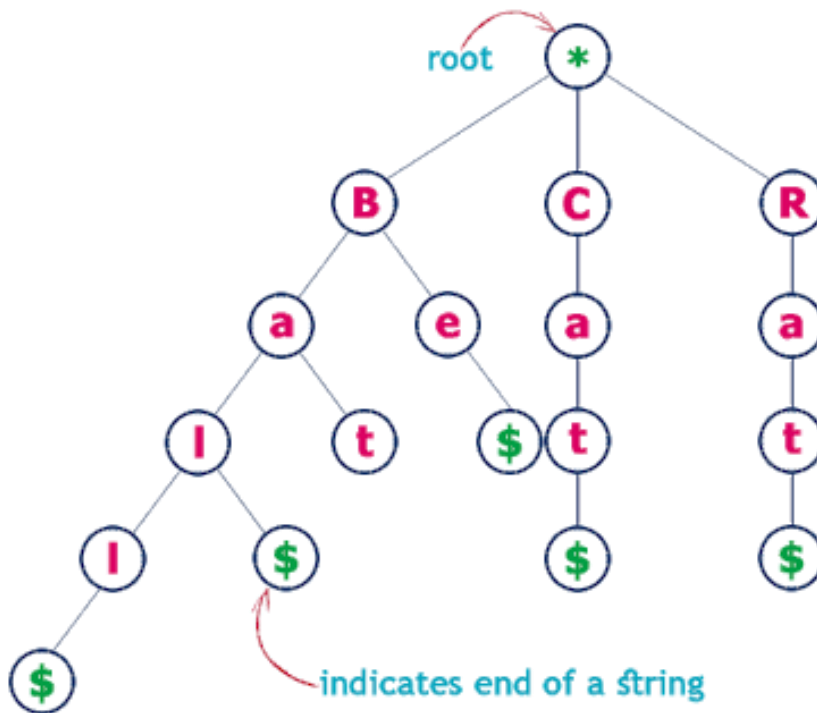 root *
B C R
a e a a
l t $ t t
l $ $ $
$
indicates end of a string